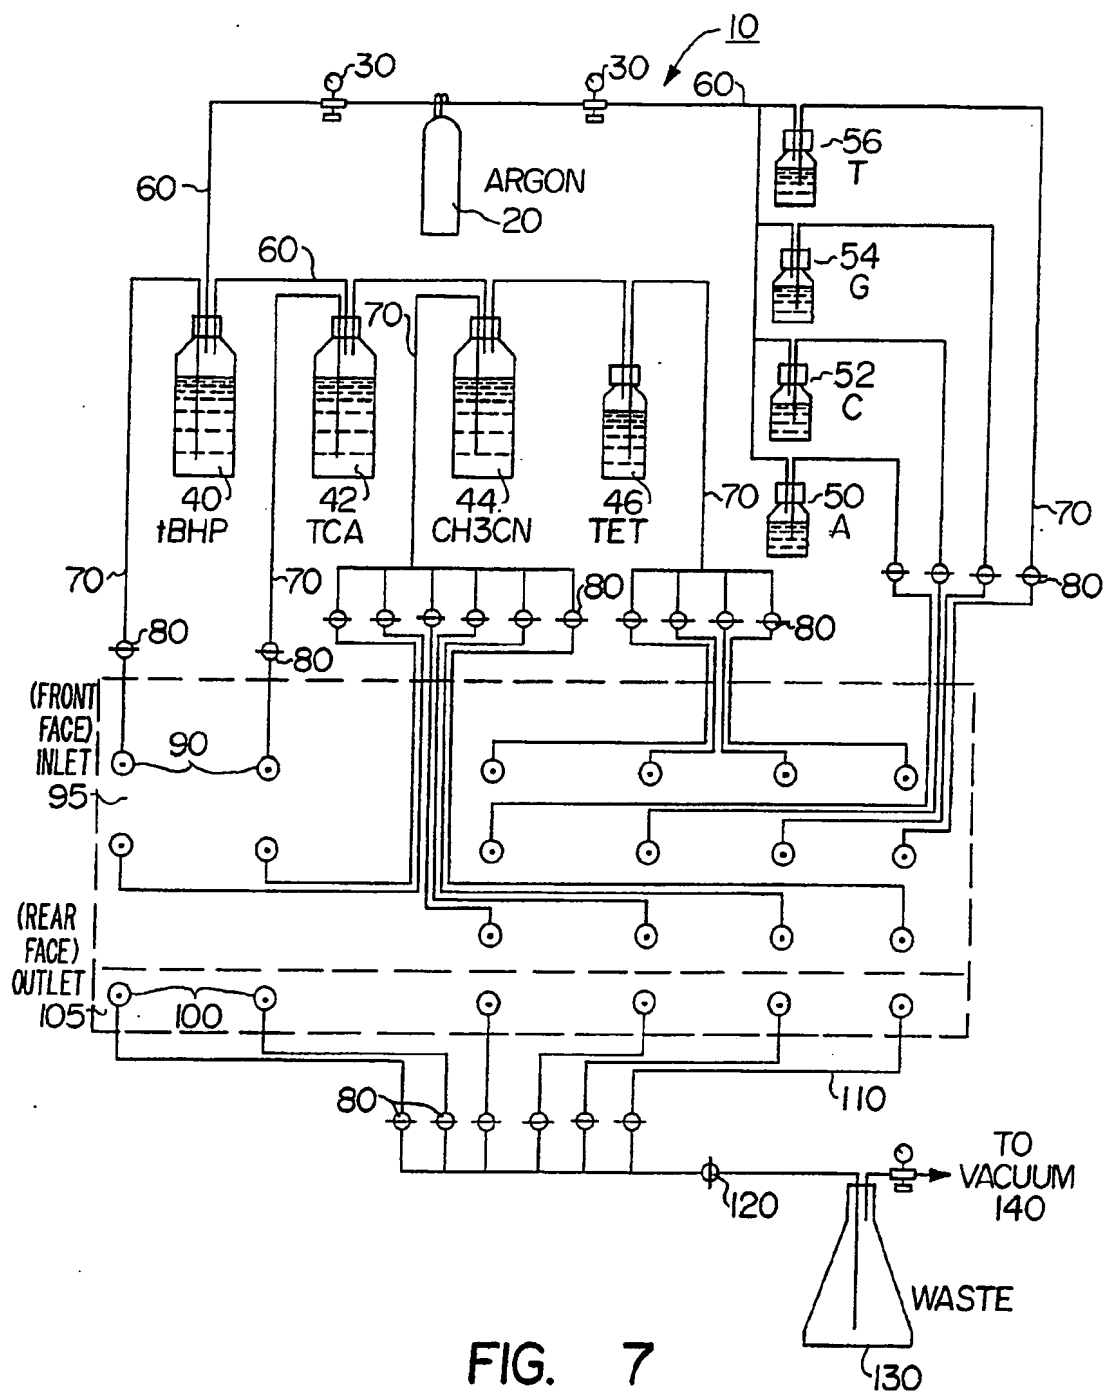 10
30
30
60
56
T
60
ARGON
20
54
G
60
70
52
C
40
tBHP
42
TCA
44.
CH3CN
46
TET
70
50
A
70
70
70
80
80
80
80
80
(FRONT
FACE)
INLET
90
95
(REAR
FACE)
OUTLET
105
100
80
110
120
TO
VACUUM
140
WASTE
130
FIG. 7